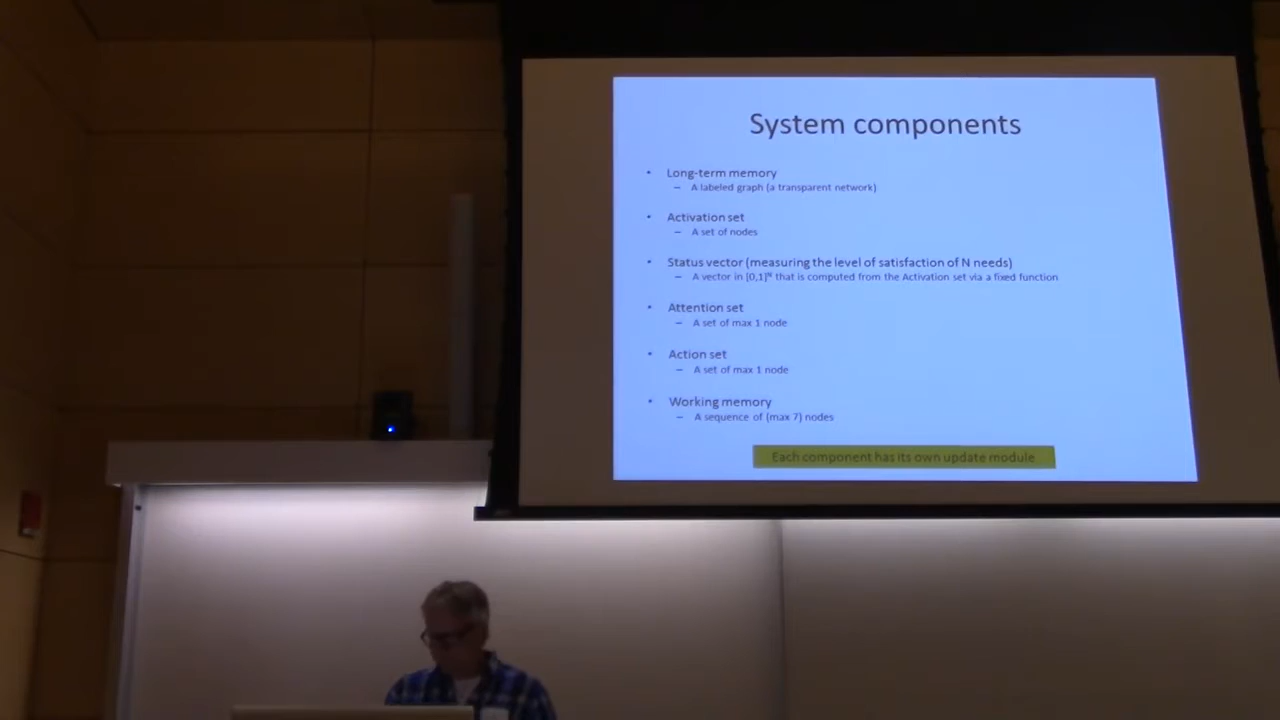 System components
• Long-term memory
– A labeled graph (a transparent network)
• Activation set
– A set of nodes
• Status vector (measuring the level of satisfaction of N needs)
– A vector in [0,1]ᴺ that is computed from the Activation set via a fixed function
• Attention set
– A set of max 1 node
• Action set
– A set of max 1 node
• Working memory
– A sequence of (max 7) nodes
Each component has its own update module